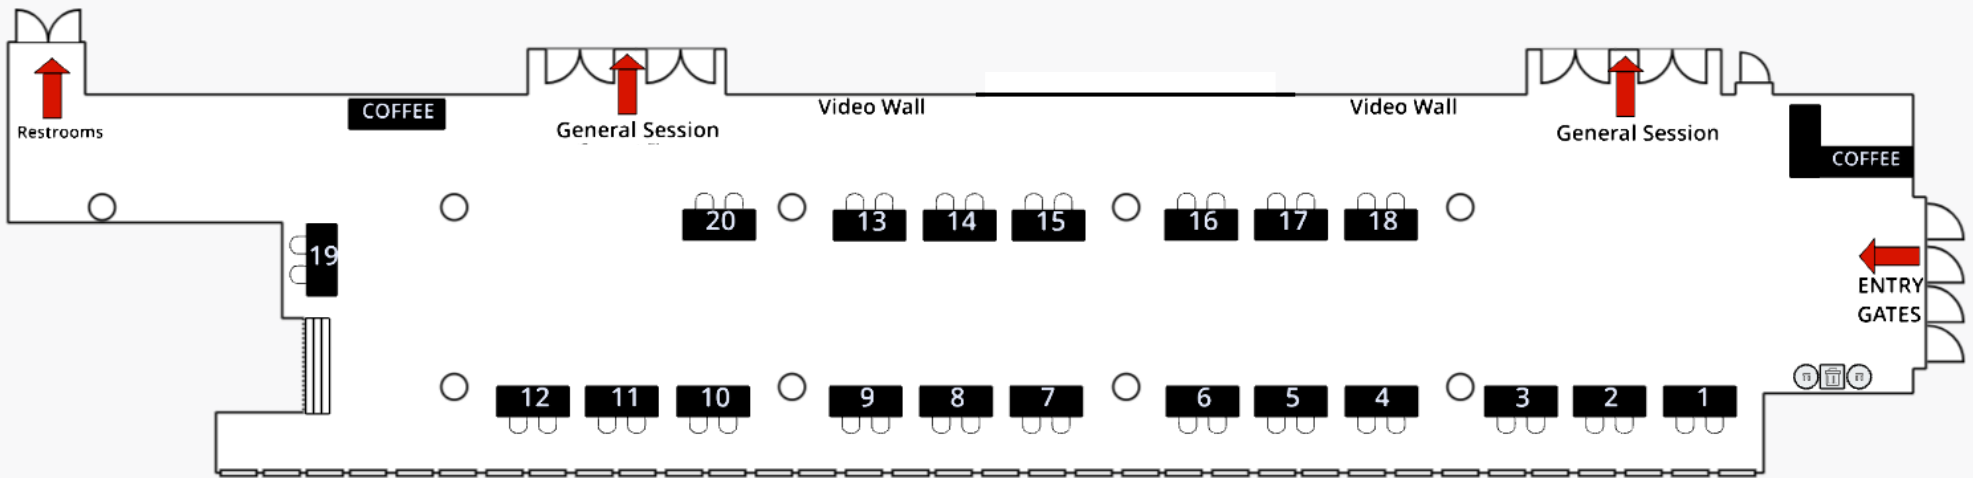 COFFEE
Video Wall
Video Wall
General Session
General Session
Restrooms
COFFEE
20
13
14
15
16
17
18
19
ENTRY
GATES
12
11
10
9
8
7
6
5
4
3
2
1